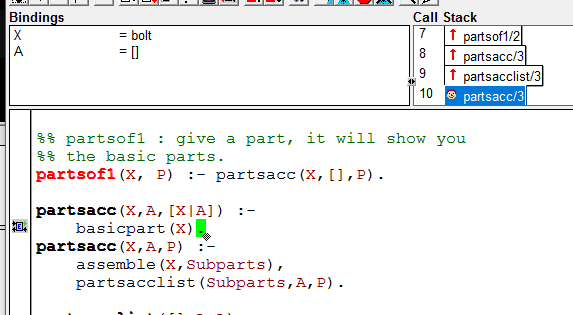 Bindings
Call Stack
X = bolt
A = []
7 partsof1/2
8 partsacc/3
9 partsacclist/3
10 partsacc/3
%% partsof1 : give a part, it will show you
%% the basic parts.
partsof1(X, P) :- partsacc(X,[],P).
partsacc(X,A,[X|A]) :-
basicpart(X).
partsacc(X,A,P) :-
assemble(X,Subparts),
partsacclist(Subparts,A,P).